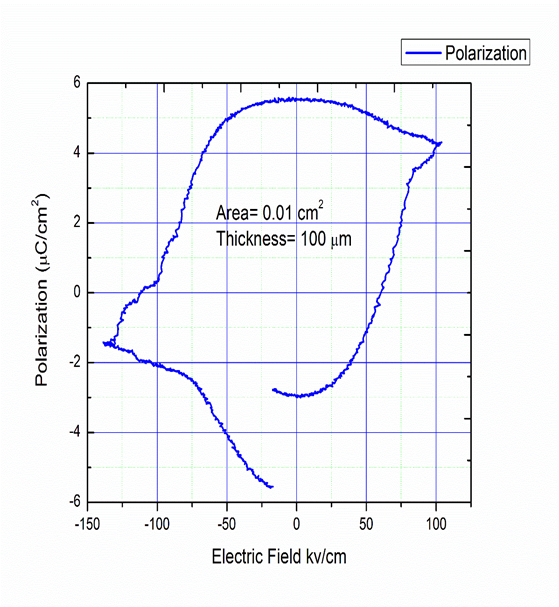 Polarization
6
4
2
0
-2
-4
-6
Polarization (μC/cm²)
Area= 0.01 cm²
Thickness= 100 μm
-150 -100 -50 0 50 100
Electric Field kv/cm